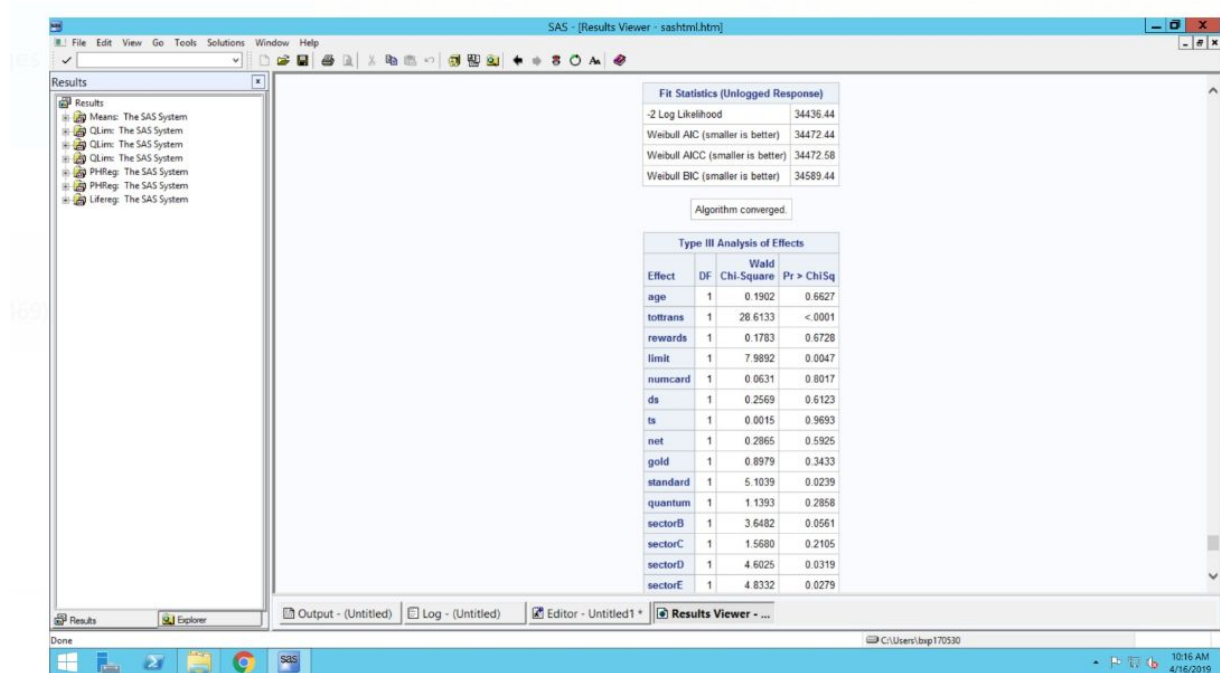 SAS - [Results Viewer - sashtml.htm]
File Edit View Go Tools Solutions Window Help
Results
Results
Means: The SAS System
QLim: The SAS System
QLim: The SAS System
QLim: The SAS System
PHReg: The SAS System
PHReg: The SAS System
Lifereg: The SAS System
Fit Statistics (Unlogged Response)
-2 Log Likelihood 34436.44
Weibull AIC (smaller is better) 34472.44
Weibull AICC (smaller is better) 34472.58
Weibull BIC (smaller is better) 34589.44
Algorithm converged.
Type III Analysis of Effects
Effect DF Wald Chi-Square Pr > ChiSq
age 1 0.1902 0.6627
tottrans 1 28.6133 <.0001
rewards 1 0.1783 0.6728
limit 1 7.9892 0.0047
numcard 1 0.0631 0.8017
ds 1 0.2569 0.6123
ts 1 0.0015 0.9693
net 1 0.2865 0.5925
gold 1 0.8979 0.3433
standard 1 5.1039 0.0239
quantum 1 1.1393 0.2858
sectorB 1 3.6482 0.0561
sectorC 1 1.5680 0.2105
sectorD 1 4.6025 0.0319
sectorE 1 4.8332 0.0279
Results Explorer Output - (Untitled) Log - (Untitled) Editor - Untitled1 * Results Viewer - ...
Done C:\Users\bxp170530
sas 10:16 AM
4/16/2019